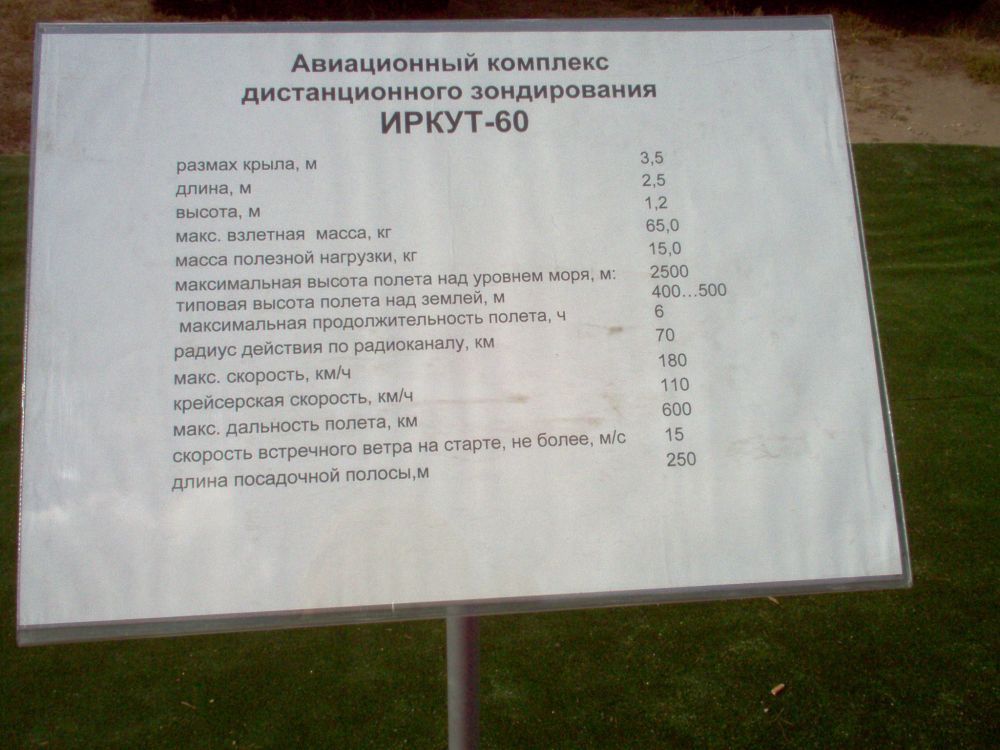 Авиационный комплекс
дистанционного зондирования
ИРКУТ-60
размах крыла, м 3,5
длина, м 2,5
высота, м 1,2
макс. взлетная масса, кг 65,0
масса полезной нагрузки, кг 15,0
максимальная высота полета над уровнем моря, м: 2500
типовая высота полета над землей, м 400...500
максимальная продолжительность полета, ч 6
радиус действия по радиоканалу, км 70
макс. скорость, км/ч 180
крейсерская скорость, км/ч 110
макс. дальность полета, км 600
скорость встречного ветра на старте, не более, м/с 15
длина посадочной полосы,м 250